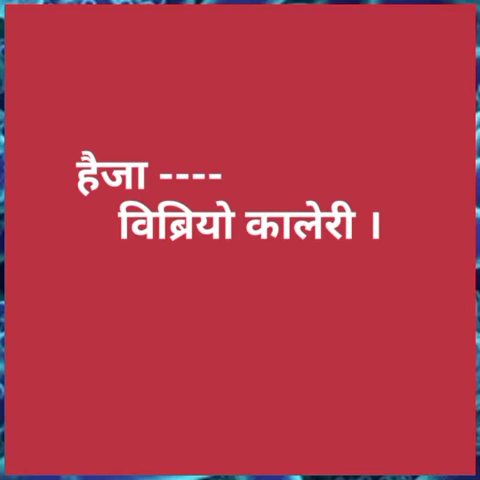 हैजा ----
विब्रियो कालेरी ।